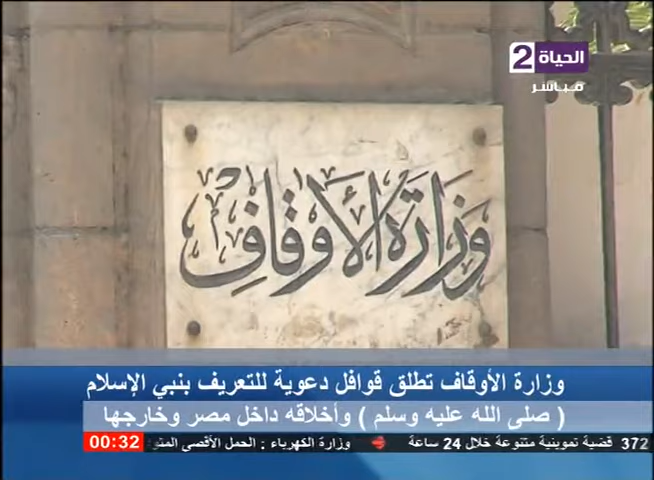 الحياة 2
مباشر
وزارة الأوقاف
وزارة الأوقاف تطلق قوافل دعوية للتعريف بنبي الإسلام
( صلى الله عليه وسلم ) وأخلاقه داخل مصر وخارجها
372 قضية تموينية متنوعة خلال 24 ساعة وزارة الكهرباء : الحمل الأقصى
00:32